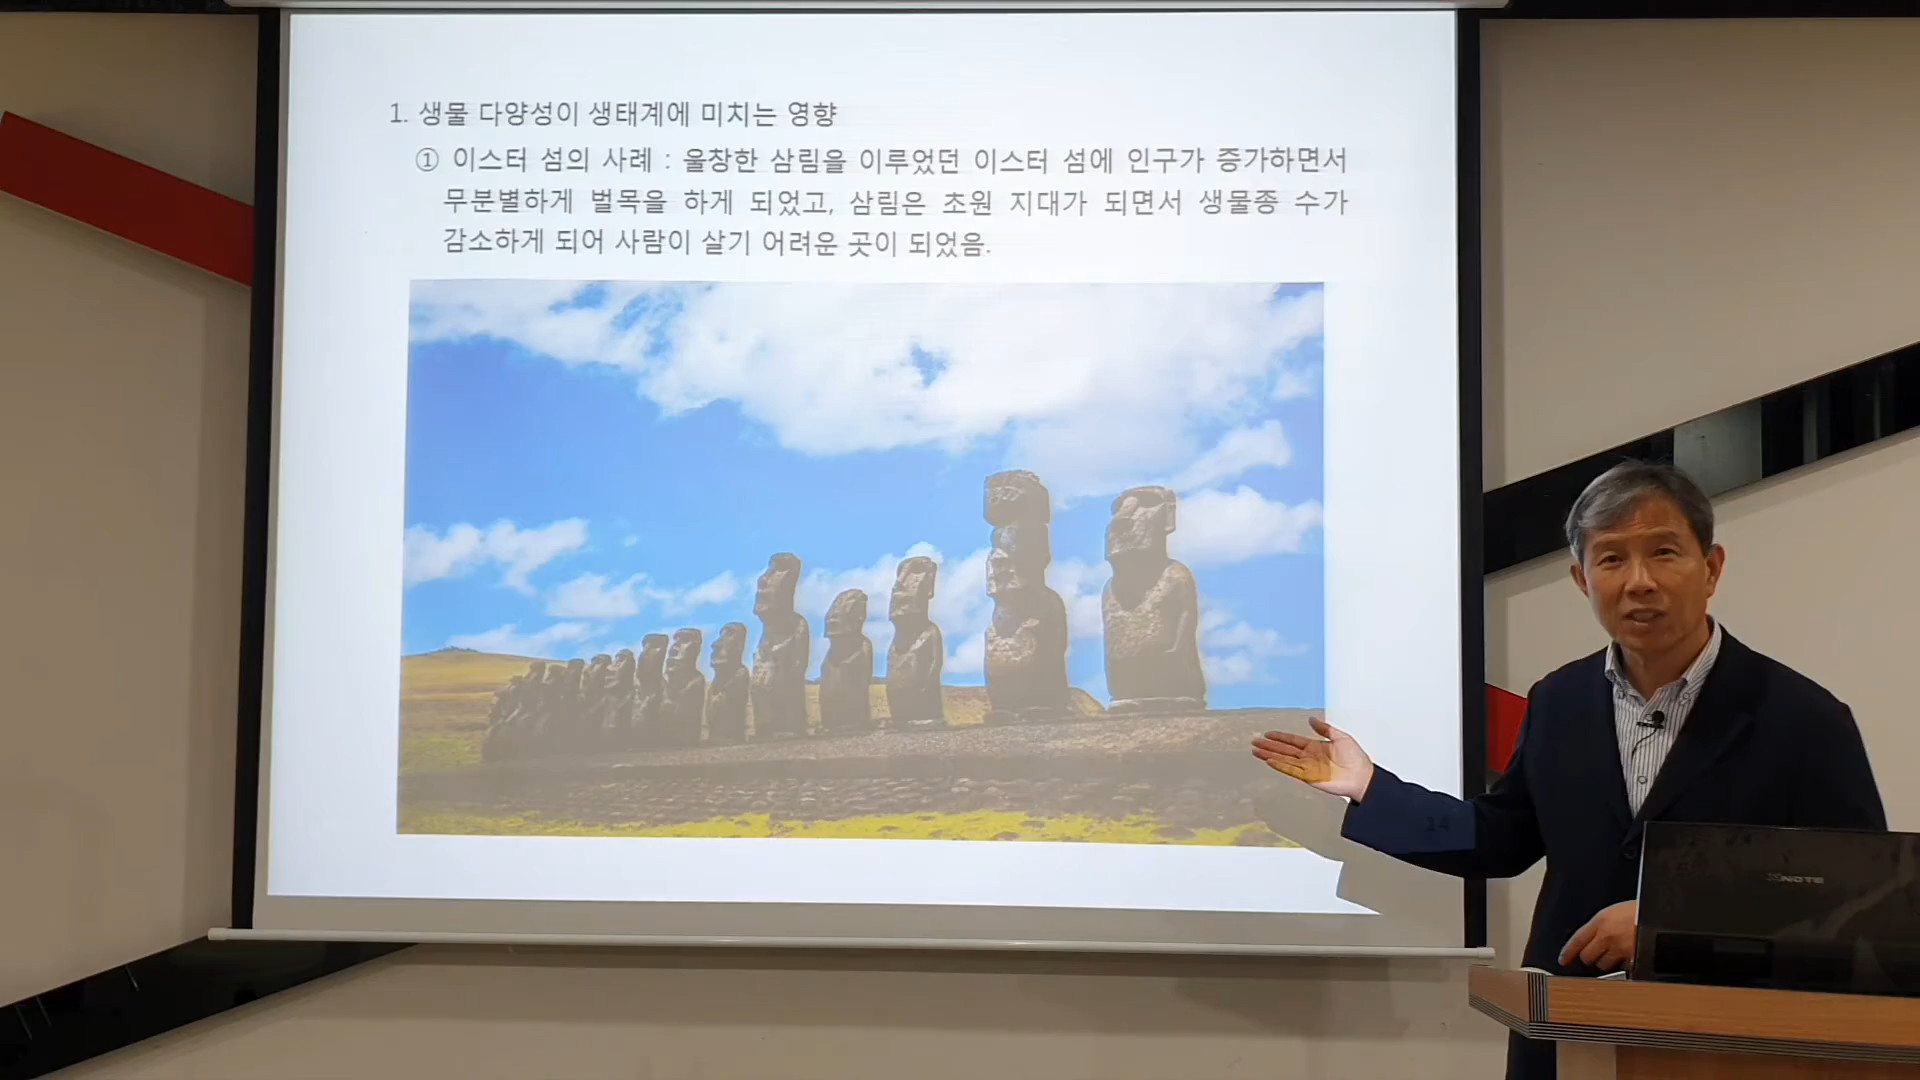 1. 생물 다양성이 생태계에 미치는 영향
① 이스터 섬의 사례 : 울창한 삼림을 이루었던 이스터 섬에 인구가 증가하면서
무분별하게 벌목을 하게 되었고, 삼림은 초원 지대가 되면서 생물종 수가
감소하게 되어 사람이 살기 어려운 곳이 되었음.
XNOTE